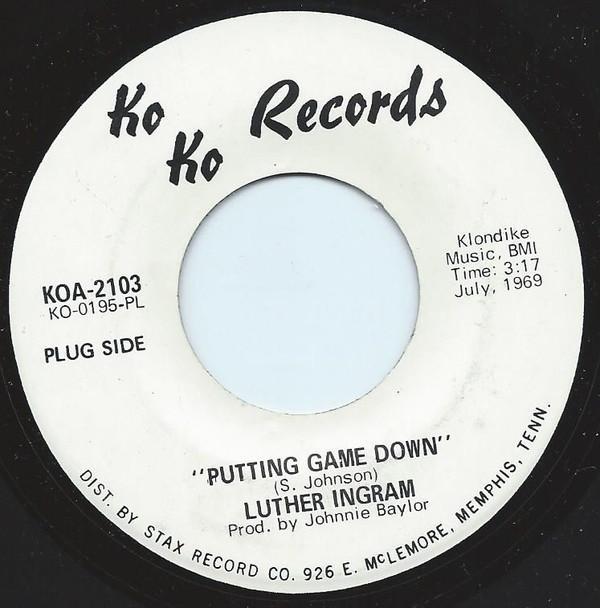 Ko
Ko
Records
KOA-2103
KO-0195-PL
PLUG SIDE
Klondike
Music, BMI
Time: 3:17
July, 1969
"PUTTING GAME DOWN"
(S. Johnson)
LUTHER INGRAM
Prod. by Johnnie Baylor
DIST. BY STAX RECORD CO. 926 E. McLEMORE, MEMPHIS, TENN.